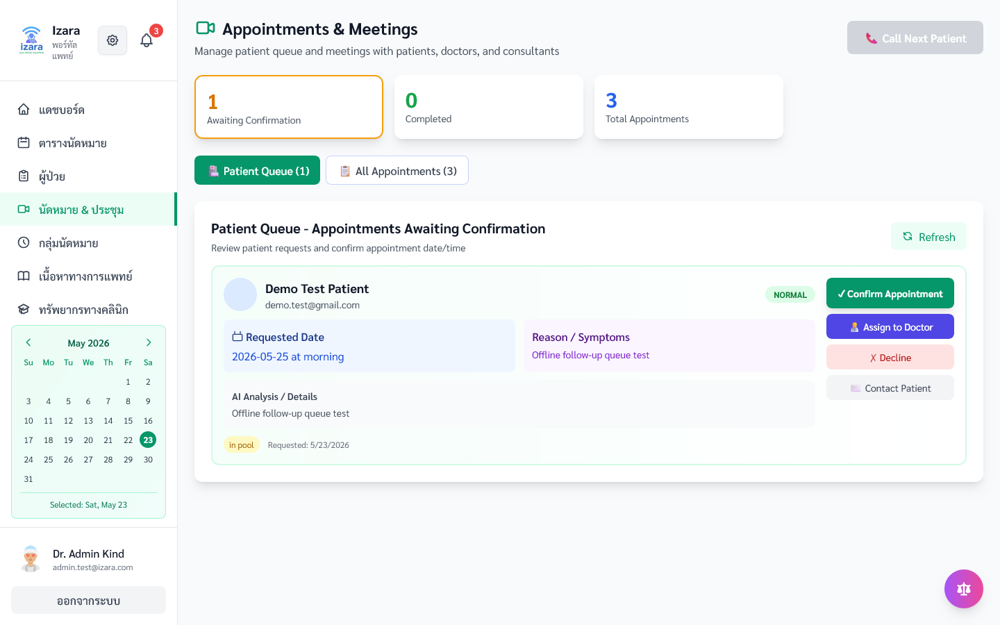 izara
your doctor anywhere
Izara
พอร์ทัล
แพทย์
3
แดชบอร์ด
ตารางนัดหมาย
ผู้ป่วย
นัดหมาย & ประชุม
กลุ่มนัดหมาย
เนื้อหาทางการแพทย์
ทรัพยากรทางคลินิก
May 2026
Su Mo Tu We Th Fr Sa
1 2
3 4 5 6 7 8 9
10 11 12 13 14 15 16
17 18 19 20 21 22 23
24 25 26 27 28 29 30
31
Selected: Sat, May 23
Dr. Admin Kind
admin.test@izara.com
ออกจากระบบ
Appointments & Meetings
Manage patient queue and meetings with patients, doctors, and consultants
📞 Call Next Patient
1
Awaiting Confirmation
0
Completed
3
Total Appointments
Patient Queue (1)
📋 All Appointments (3)
Patient Queue - Appointments Awaiting Confirmation
Review patient requests and confirm appointment date/time
Refresh
Demo Test Patient
demo.test@gmail.com
NORMAL
Requested Date
2026-05-25 at morning
Reason / Symptoms
Offline follow-up queue test
AI Analysis / Details
Offline follow-up queue test
in pool
Requested: 5/23/2026
✓ Confirm Appointment
Assign to Doctor
✗ Decline
Contact Patient